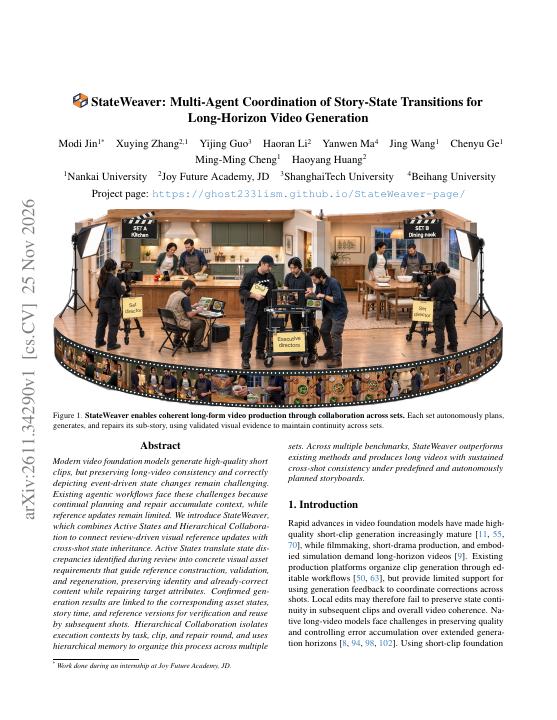 StateWeaver: Multi-Agent Coordination of Story-State Transitions for
Long-Horizon Video Generation
Modi Jin1* Xuying Zhang2,1 Yijing Guo3 Haoran Li2 Yanwen Ma4 Jing Wang1 Chenyu Ge1
Ming-Ming Cheng1 Haoyang Huang2
1Nankai University 2Joy Future Academy, JD 3ShanghaiTech University 4Beihang University
Project page: https://ghost233lism.github.io/StateWeaver-page/
arXiv:2611.34290v1 [cs.CV] 25 Nov 2026
SET A
Kitchen
SET B
Dining nook
Set
director
Executive
directors
Set
director
Figure 1. StateWeaver enables coherent long-form video production through collaboration across sets. Each set autonomously plans,
generates, and repairs its sub-story, using validated visual evidence to maintain continuity across sets.
Abstract
Modern video foundation models generate high-quality short
clips, but preserving long-video consistency and correctly
depicting event-driven state changes remain challenging.
Existing agentic workflows face these challenges because
continual planning and repair accumulate context, while
reference updates remain limited. We introduce StateWeaver,
which combines Active States and Hierarchical Collabora-
tion to connect review-driven visual reference updates with
cross-shot state inheritance. Active States translate state dis-
crepancies identified during review into concrete visual asset
requirements that guide reference construction, validation,
and regeneration, preserving identity and already-correct
content while repairing target attributes. Confirmed gen-
eration results are linked to the corresponding asset states,
story time, and reference versions for verification and reuse
by subsequent shots. Hierarchical Collaboration isolates
execution contexts by task, clip, and repair round, and uses
hierarchical memory to organize this process across multiple
* Work done during an internship at Joy Future Academy, JD.
sets. Across multiple benchmarks, StateWeaver outperforms
existing methods and produces long videos with sustained
cross-shot consistency under predefined and autonomously
planned storyboards.
1. Introduction
Rapid advances in video foundation models have made high-
quality short-clip generation increasingly mature [11, 55,
70], while filmmaking, short-drama production, and embod-
ied simulation demand long-horizon videos [9]. Existing
production platforms organize clip generation through ed-
itable workflows [50, 63], but provide limited support for
using generation feedback to coordinate corrections across
shots. Local edits may therefore fail to preserve state conti-
nuity in subsequent clips and overall video coherence. Na-
tive long-video models face challenges in preserving quality
and controlling error accumulation over extended genera-
tion horizons [8, 94, 98, 102]. Using short-clip foundation